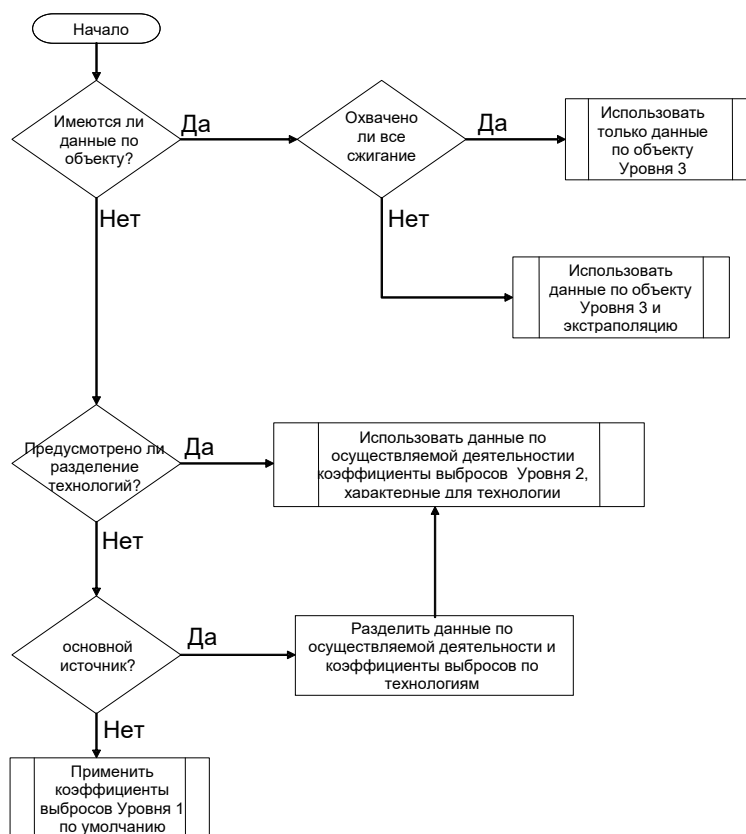 Начало
Имеются ли
данные по
объекту?
Да
Охвачено
ли все
сжигание
Да
Использовать
только данные
по объекту
Уровня 3
Нет
Нет
Использовать
данные по объекту
Уровня 3 и
экстраполяцию
Предусмотрено ли
разделение
технологий?
Да
Использовать данные по
осуществляемой деятельностии
коэффициенты выбросов Уровня 2,
характерные для технологии
Нет
основной
источник?
Да
Разделить данные по
осуществляемой деятельности и
коэффициенты выбросов по
технологиям
Нет
Применить
коэффициенты
выбросов Уровня 1
по умолчанию